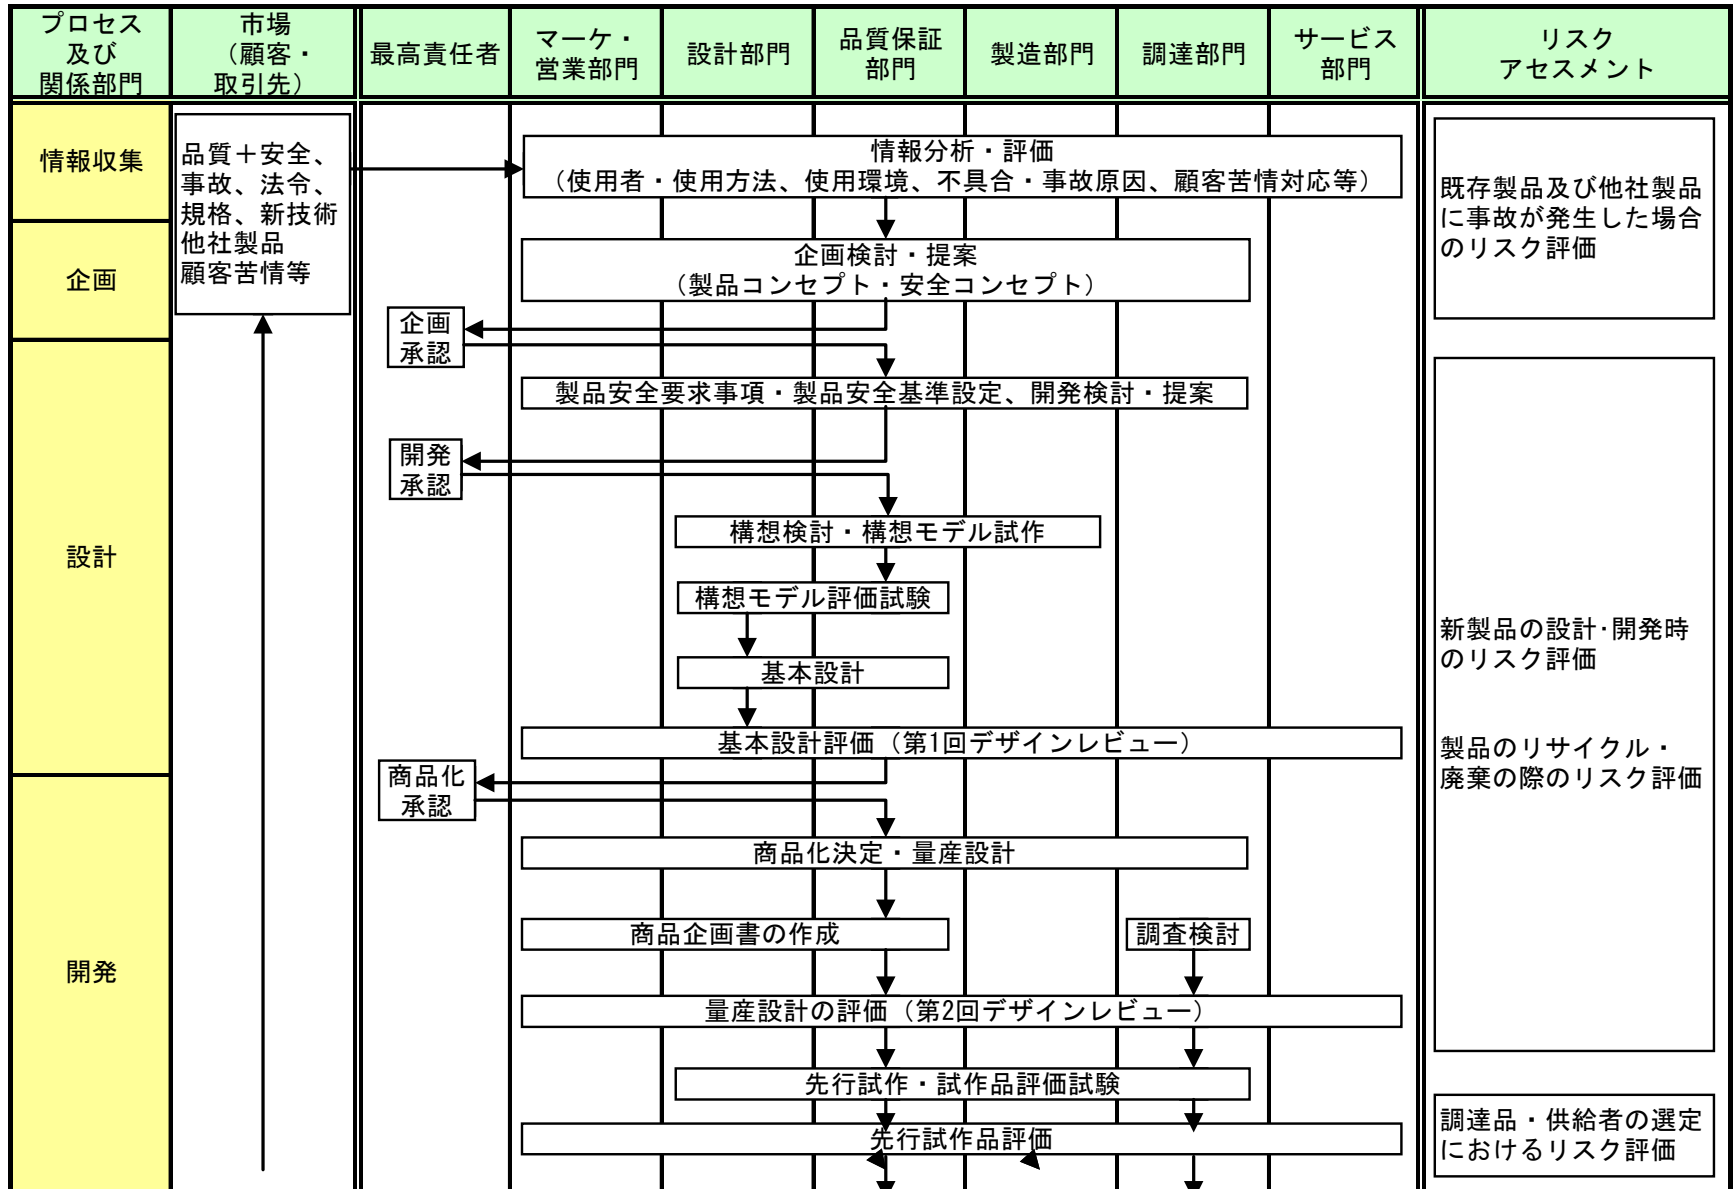 プロセス
及び
関係部門
市場
（顧客・
取引先）
最高責任者
マーケ・
営業部門
設計部門
品質保証
部門
製造部門
調達部門
サービス
部門
リスク
アセスメント
情報収集
品質＋安全、
事故、法令、
規格、新技術
他社製品
顧客苦情等
情報分析・評価
（使用者・使用方法、使用環境、不具合・事故原因、顧客苦情対応等）
既存製品及び他社製品
に事故が発生した場合
のリスク評価
企画
企画検討・提案
（製品コンセプト・安全コンセプト）
企画
承認
設計
製品安全要求事項・製品安全基準設定、開発検討・提案
開発
承認
構想検討・構想モデル試作
構想モデル評価試験
基本設計
基本設計評価（第1回デザインレビュー）
新製品の設計･開発時
のリスク評価
製品のリサイクル・
廃棄の際のリスク評価
開発
商品化
承認
商品化決定・量産設計
商品企画書の作成
調査検討
量産設計の評価（第2回デザインレビュー）
先行試作・試作品評価試験
先行試作品評価
調達品・供給者の選定
におけるリスク評価